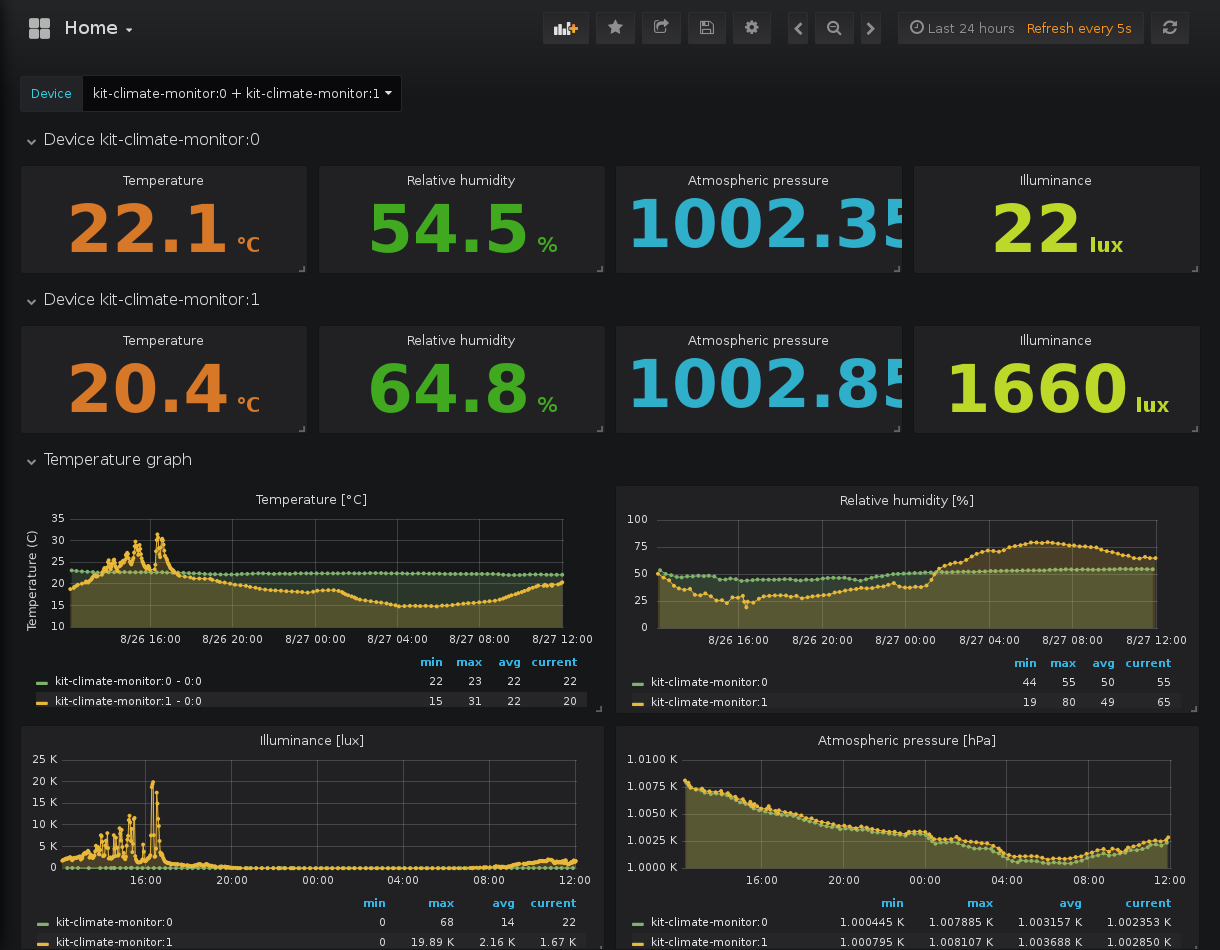 Home
Last 24 hours Refresh every 5s
Device kit-climate-monitor:0 + kit-climate-monitor:1
Device kit-climate-monitor:0
Temperature Relative humidity Atmospheric pressure Illuminance
22.1 °C 54.5 % 1002.35 22 lux
Device kit-climate-monitor:1
Temperature Relative humidity Atmospheric pressure Illuminance
20.4 °C 64.8 % 1002.85 1660 lux
Temperature graph
Temperature [°C]
Temperature (C)
35
30
25
20
15
10
8/26 16:00 8/26 20:00 8/27 00:00 8/27 04:00 8/27 08:00 8/27 12:00
min max avg current
kit-climate-monitor:0 - 0:0 22 23 22 22
kit-climate-monitor:1 - 0:0 15 31 22 20
Relative humidity [%]
100
75
50
25
0
8/26 16:00 8/26 20:00 8/27 00:00 8/27 04:00 8/27 08:00 8/27 12:00
min max avg current
kit-climate-monitor:0 44 55 50 55
kit-climate-monitor:1 19 80 49 65
Illuminance [lux]
25 K
20 K
15 K
10 K
5 K
0
16:00 20:00 00:00 04:00 08:00 12:00
min max avg current
kit-climate-monitor:0 0 68 14 22
kit-climate-monitor:1 0 19.89 K 2.16 K 1.67 K
Atmospheric pressure [hPa]
1.0100 K
1.0075 K
1.0050 K
1.0025 K
1.0000 K
16:00 20:00 00:00 04:00 08:00 12:00
min max avg current
kit-climate-monitor:0 1.000445 K 1.007885 K 1.003157 K 1.002353 K
kit-climate-monitor:1 1.000795 K 1.008107 K 1.003688 K 1.002850 K